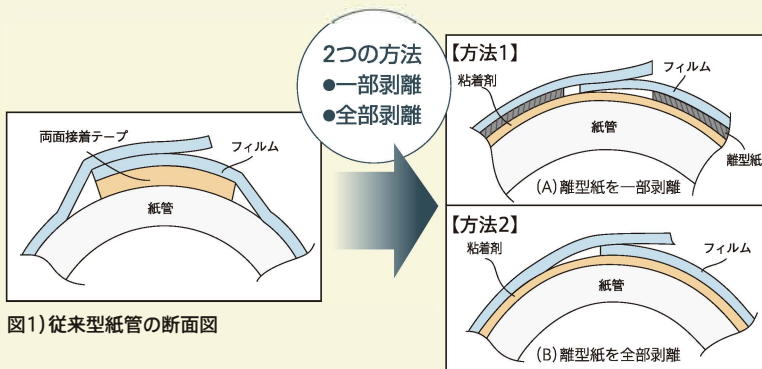 2つの方法
●一部剥離
●全部剥離
両面接着テープ
フィルム
紙管
図1)従来型紙管の断面図
【方法1】
粘着剤
フィルム
紙管
離型紙
(A)離型紙を一部剥離
【方法2】
粘着剤
フィルム
紙管
(B)離型紙を全部剥離